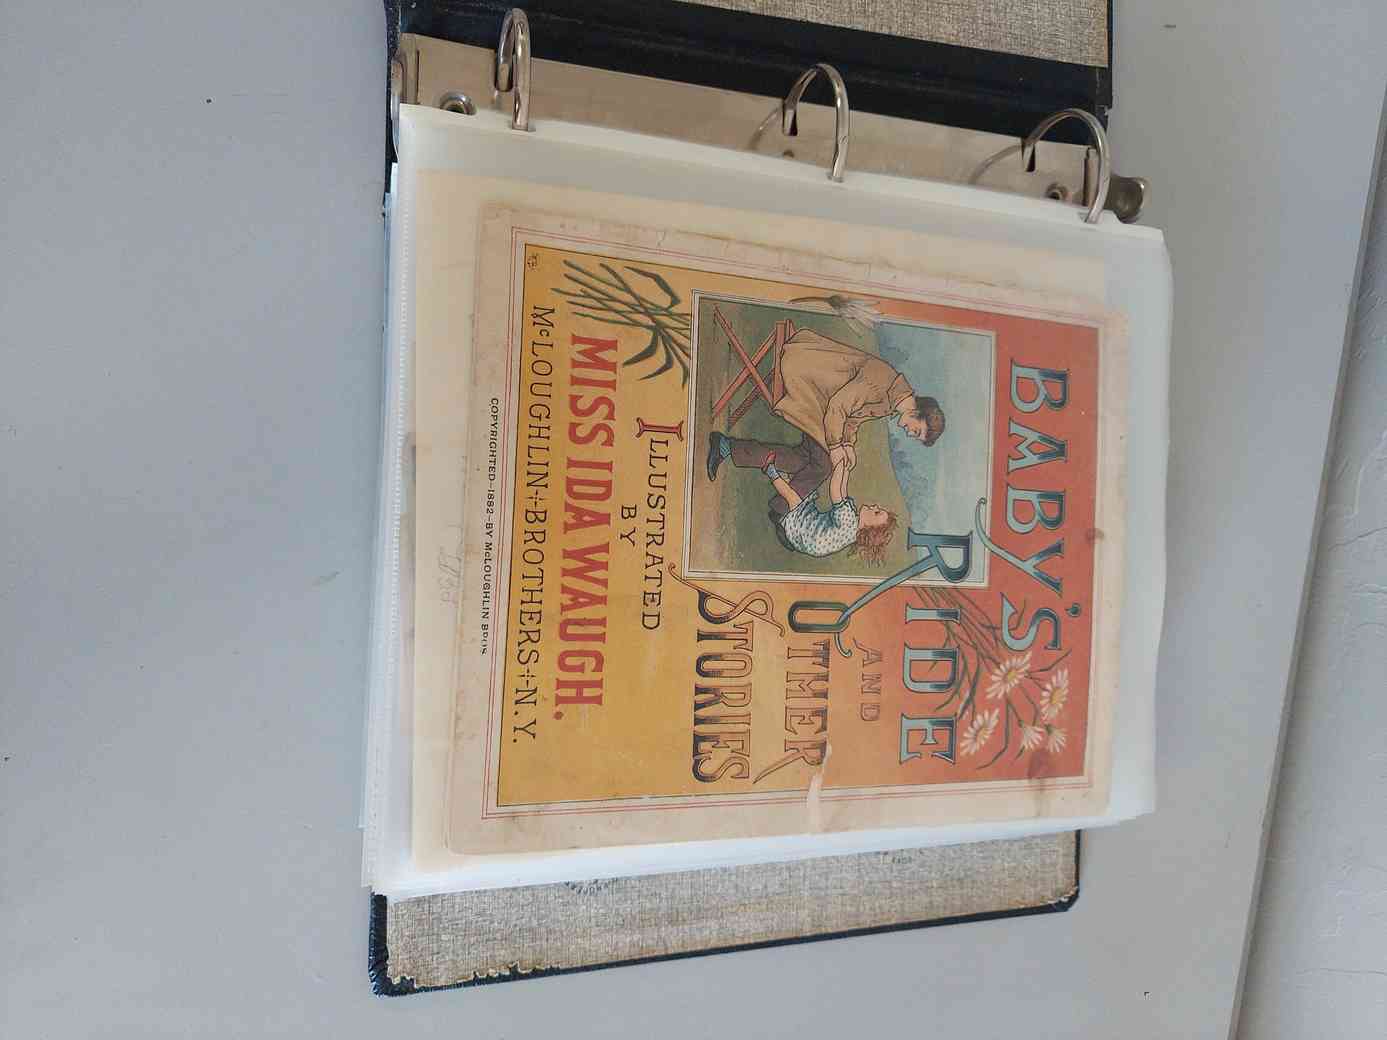 BABY'S
RIDE
AND
OTHER
STORIES
ILLUSTRATED
BY
MISS IDA WAUGH.
McLOUGHLIN + BROTHERS + N.Y.
COPYRIGHTED—1882—BY McLOUGHLIN BROS.